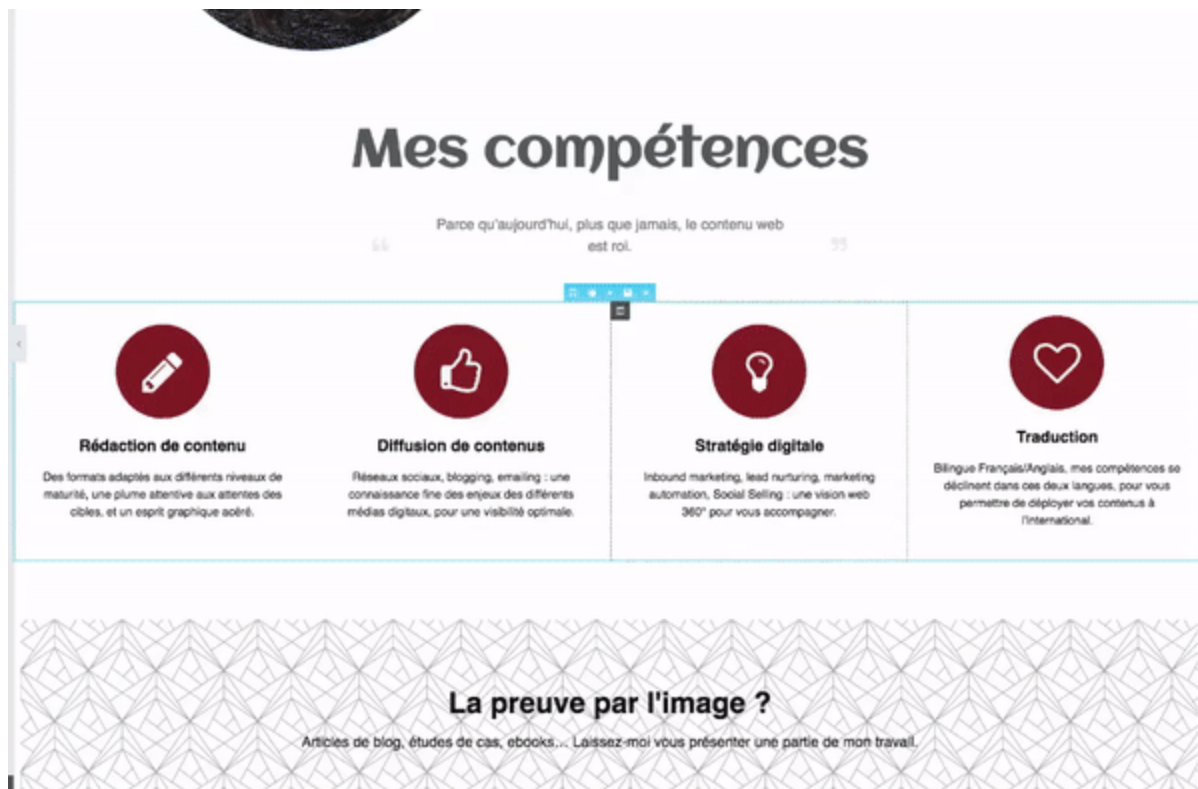 Mes compétences
Parce qu'aujourd'hui, plus que jamais, le contenu web
est roi.
Rédaction de contenu
Des formats adaptés aux différents niveaux de
maturité, une plume attentive aux attentes des
cibles, et un esprit graphique acéré.
Diffusion de contenus
Réseaux sociaux, blogging, emailing : une
connaissance fine des enjeux des différents
médias digitaux, pour une visibilité optimale.
Stratégie digitale
Inbound marketing, lead nurturing, marketing
automation, Social Selling : une vision web
360° pour vous accompagner.
Traduction
Bilingue Français/Anglais, mes compétences se
déclinent dans ces deux langues, pour vous
permettre de déployer vos contenus à
l'international.
La preuve par l'image ?
Articles de blog, études de cas, ebooks... Laissez-moi vous présenter une partie de mon travail.